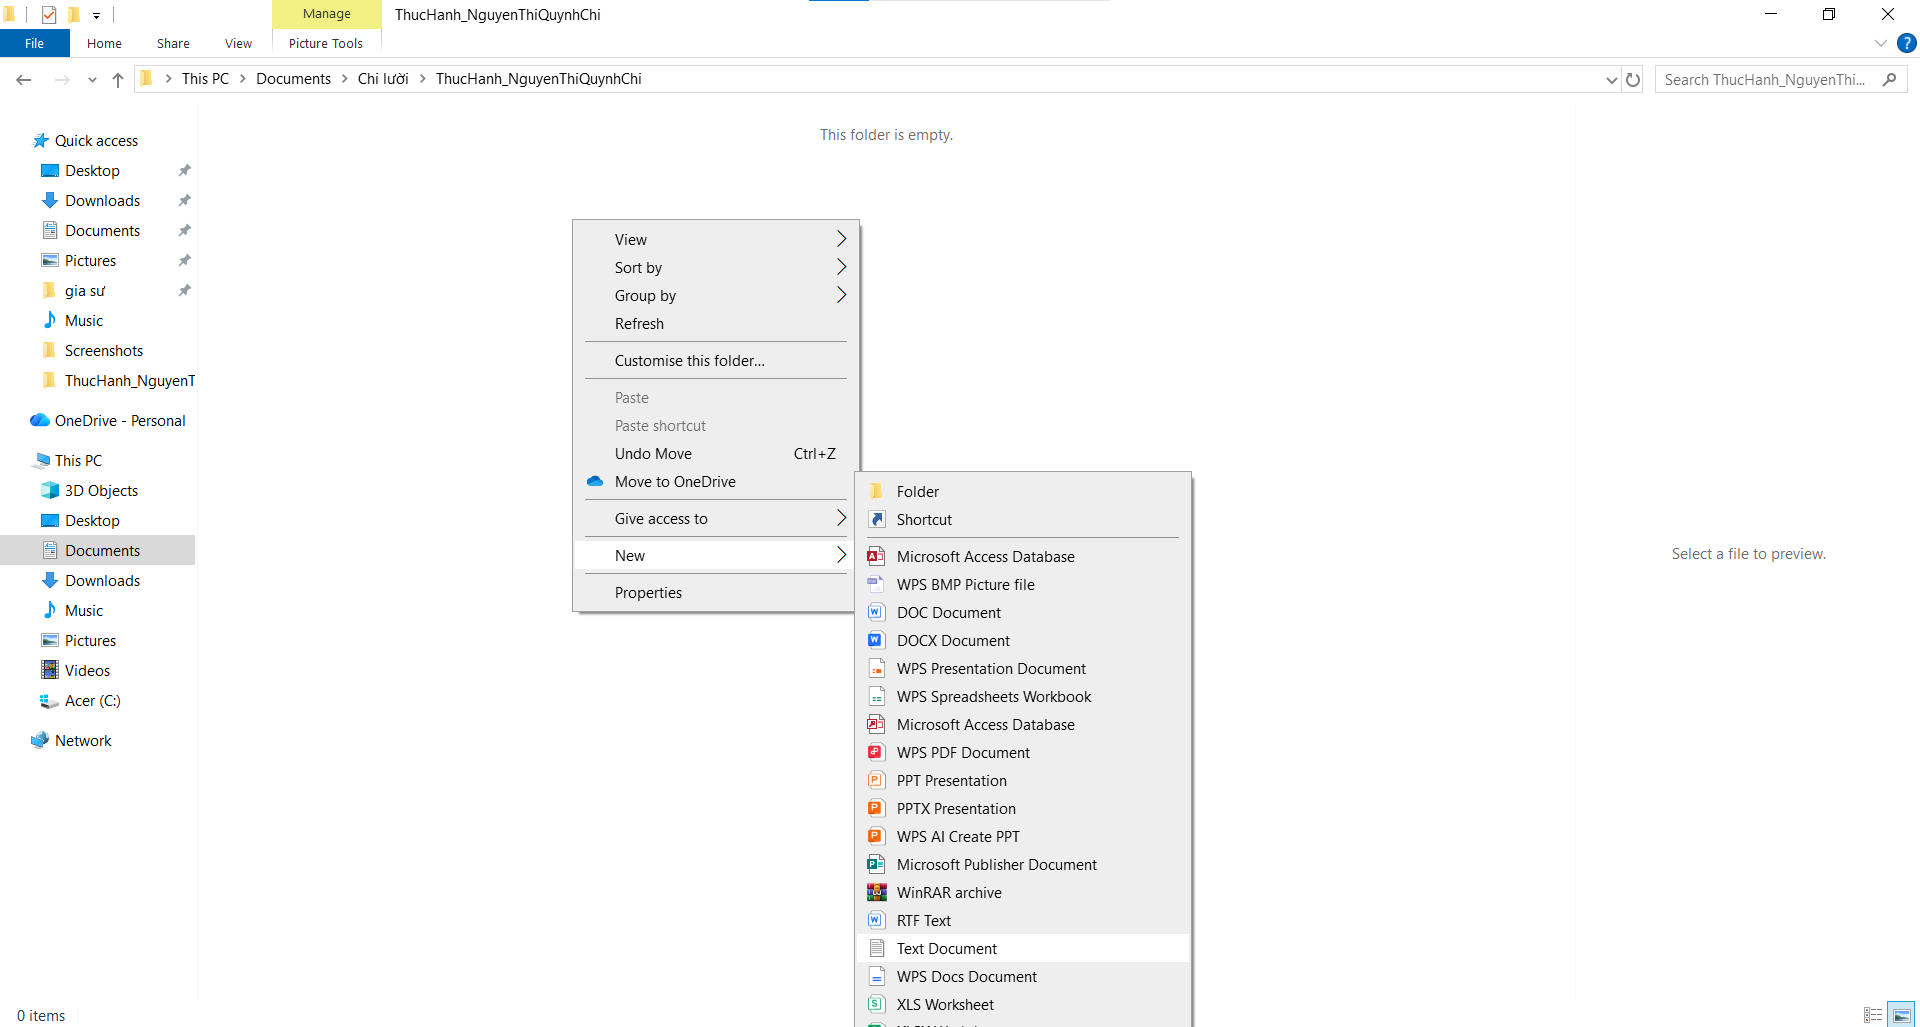 Manage
ThucHanh_NguyenThiQuynhChi
File
Home
Share
View
Picture Tools
This PC
Documents
Chi lười
ThucHanh_NguyenThiQuynhChi
Search ThucHanh_NguyenThi...
Quick access
Desktop
Downloads
Documents
Pictures
gia sư
Music
Screenshots
ThucHanh_NguyenT
OneDrive - Personal
This PC
3D Objects
Desktop
Documents
Downloads
Music
Pictures
Videos
Acer (C:)
Network
This folder is empty.
View
Sort by
Group by
Refresh
Customise this folder...
Paste
Paste shortcut
Undo Move Ctrl+Z
Move to OneDrive
Give access to
New
Properties
Folder
Shortcut
Microsoft Access Database
WPS BMP Picture file
DOC Document
DOCX Document
WPS Presentation Document
WPS Spreadsheets Workbook
Microsoft Access Database
WPS PDF Document
PPT Presentation
PPTX Presentation
WPS AI Create PPT
Microsoft Publisher Document
WinRAR archive
RTF Text
Text Document
WPS Docs Document
XLS Worksheet
Select a file to preview.
0 items